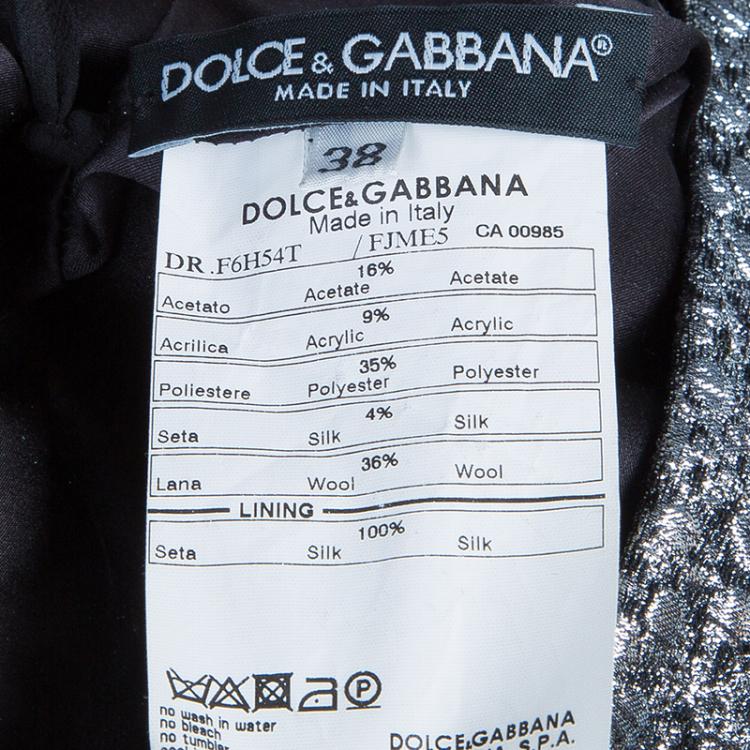 DOLCE & GABBANA®
MADE IN ITALY
38
DOLCE&GABBANA
Made in Italy
DR.F6H54T /FJME5 CA 00985
Acetato 16% Acetate Acetate
Acrilica 9% Acrylic Acrylic
Poliestere 35% Polyester Polyester
Seta 4% Silk Silk
Lana 36% Wool Wool
LINING
Seta 100% Silk Silk
P
no wash in water
no bleach
no tumbler
DOLCE&GABBANA
S.P.A.